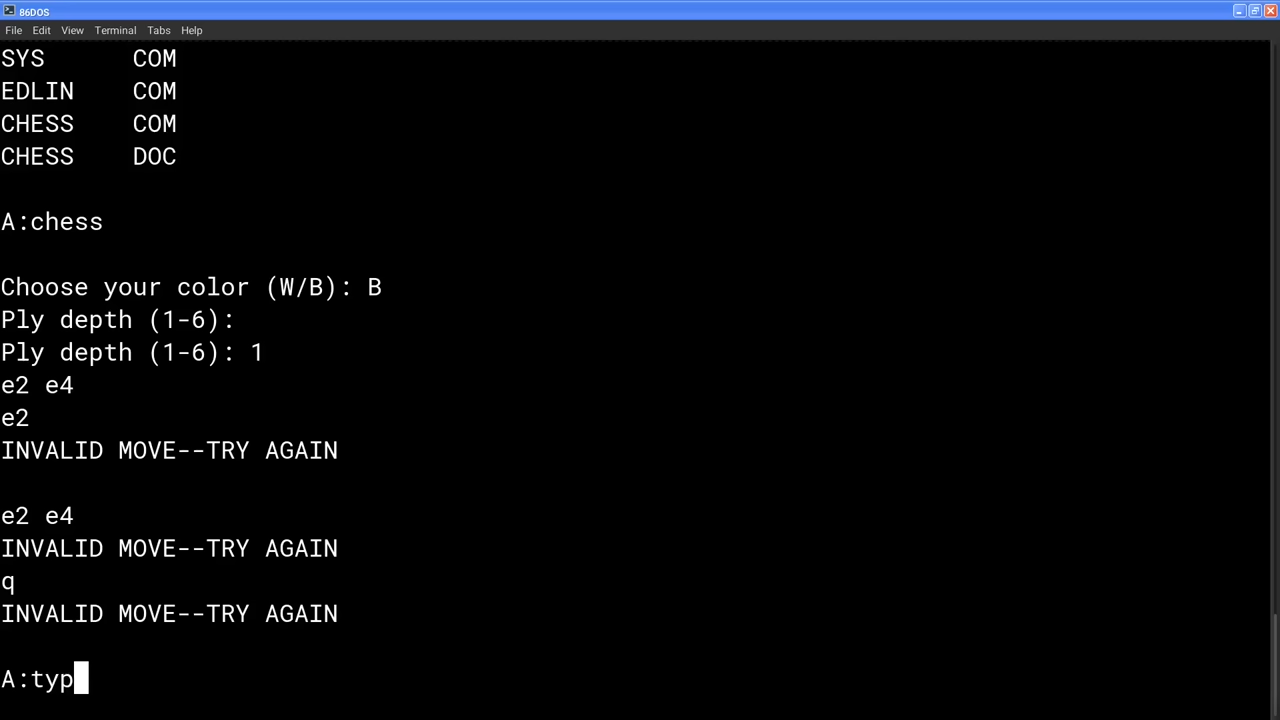 86DOS
File Edit View Terminal Tabs Help
SYS COM
EDLIN COM
CHESS COM
CHESS DOC
A:chess
Choose your color (W/B): B
Ply depth (1-6):
Ply depth (1-6): 1
e2 e4
e2
INVALID MOVE--TRY AGAIN
e2 e4
INVALID MOVE--TRY AGAIN
q
INVALID MOVE--TRY AGAIN
A:typ